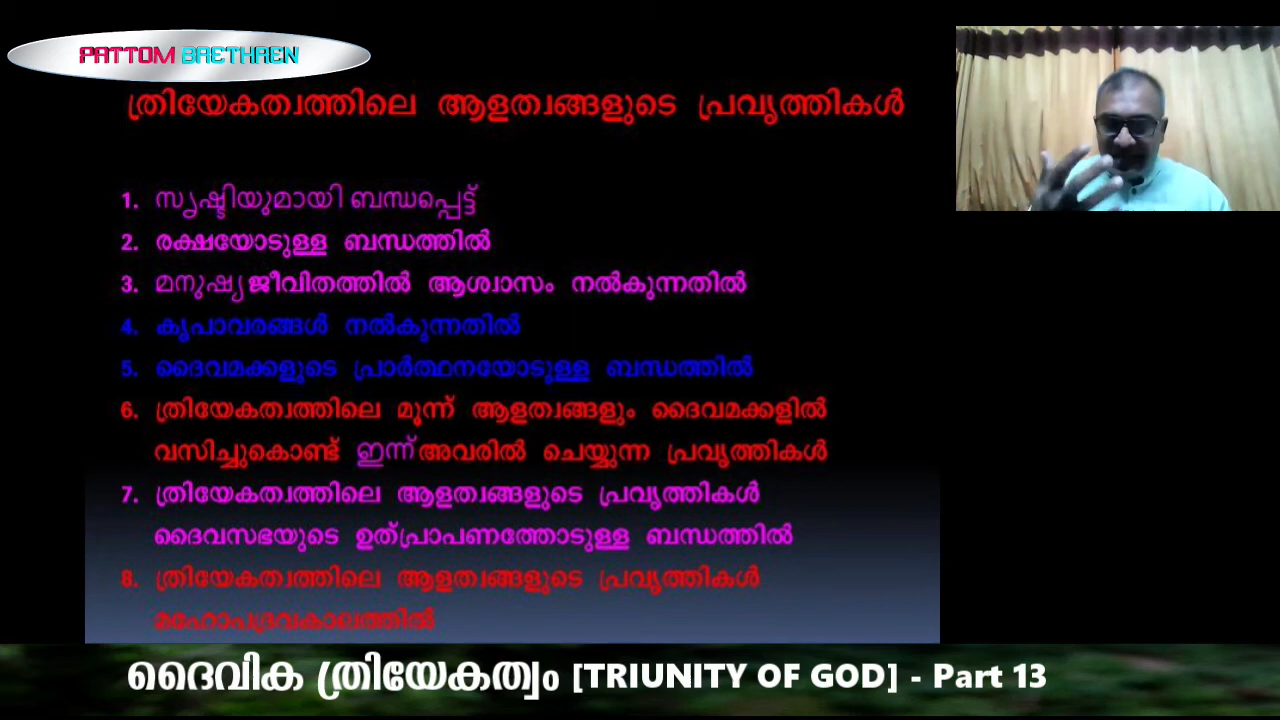 PATTOM BRETHREN
ത്രിയേകത്വത്തിലെ ആളത്വങ്ങളുടെ പ്രവൃത്തികൾ
1. സൃഷ്ടിയുമായി ബന്ധപ്പെട്ട്
2. രക്ഷയോടുള്ള ബന്ധത്തിൽ
3. മനുഷ്യ ജീവിതത്തിൽ ആശ്വാസം നൽകുന്നതിൽ
4. കൃപാവരങ്ങൾ നൽകുന്നതിൽ
5. ദൈവമക്കളുടെ പ്രാർത്ഥനയോടുള്ള ബന്ധത്തിൽ
6. ത്രിയേകത്വത്തിലെ മൂന്ന് ആളത്വങ്ങളും ദൈവമക്കളിൽ
വസിച്ചുകൊണ്ട് ഇന്ന് അവരിൽ ചെയ്യുന്ന പ്രവൃത്തികൾ
7. ത്രിയേകത്വത്തിലെ ആളത്വങ്ങളുടെ പ്രവൃത്തികൾ
ദൈവസഭയുടെ ഉത്പ്രാപണത്തോടുള്ള ബന്ധത്തിൽ
8. ത്രിയേകത്വത്തിലെ ആളത്വങ്ങളുടെ പ്രവൃത്തികൾ
മഹോപദ്രവകാലത്തിൽ
ദൈവിക ത്രിയേകത്വം [TRIUNITY OF GOD] - Part 13